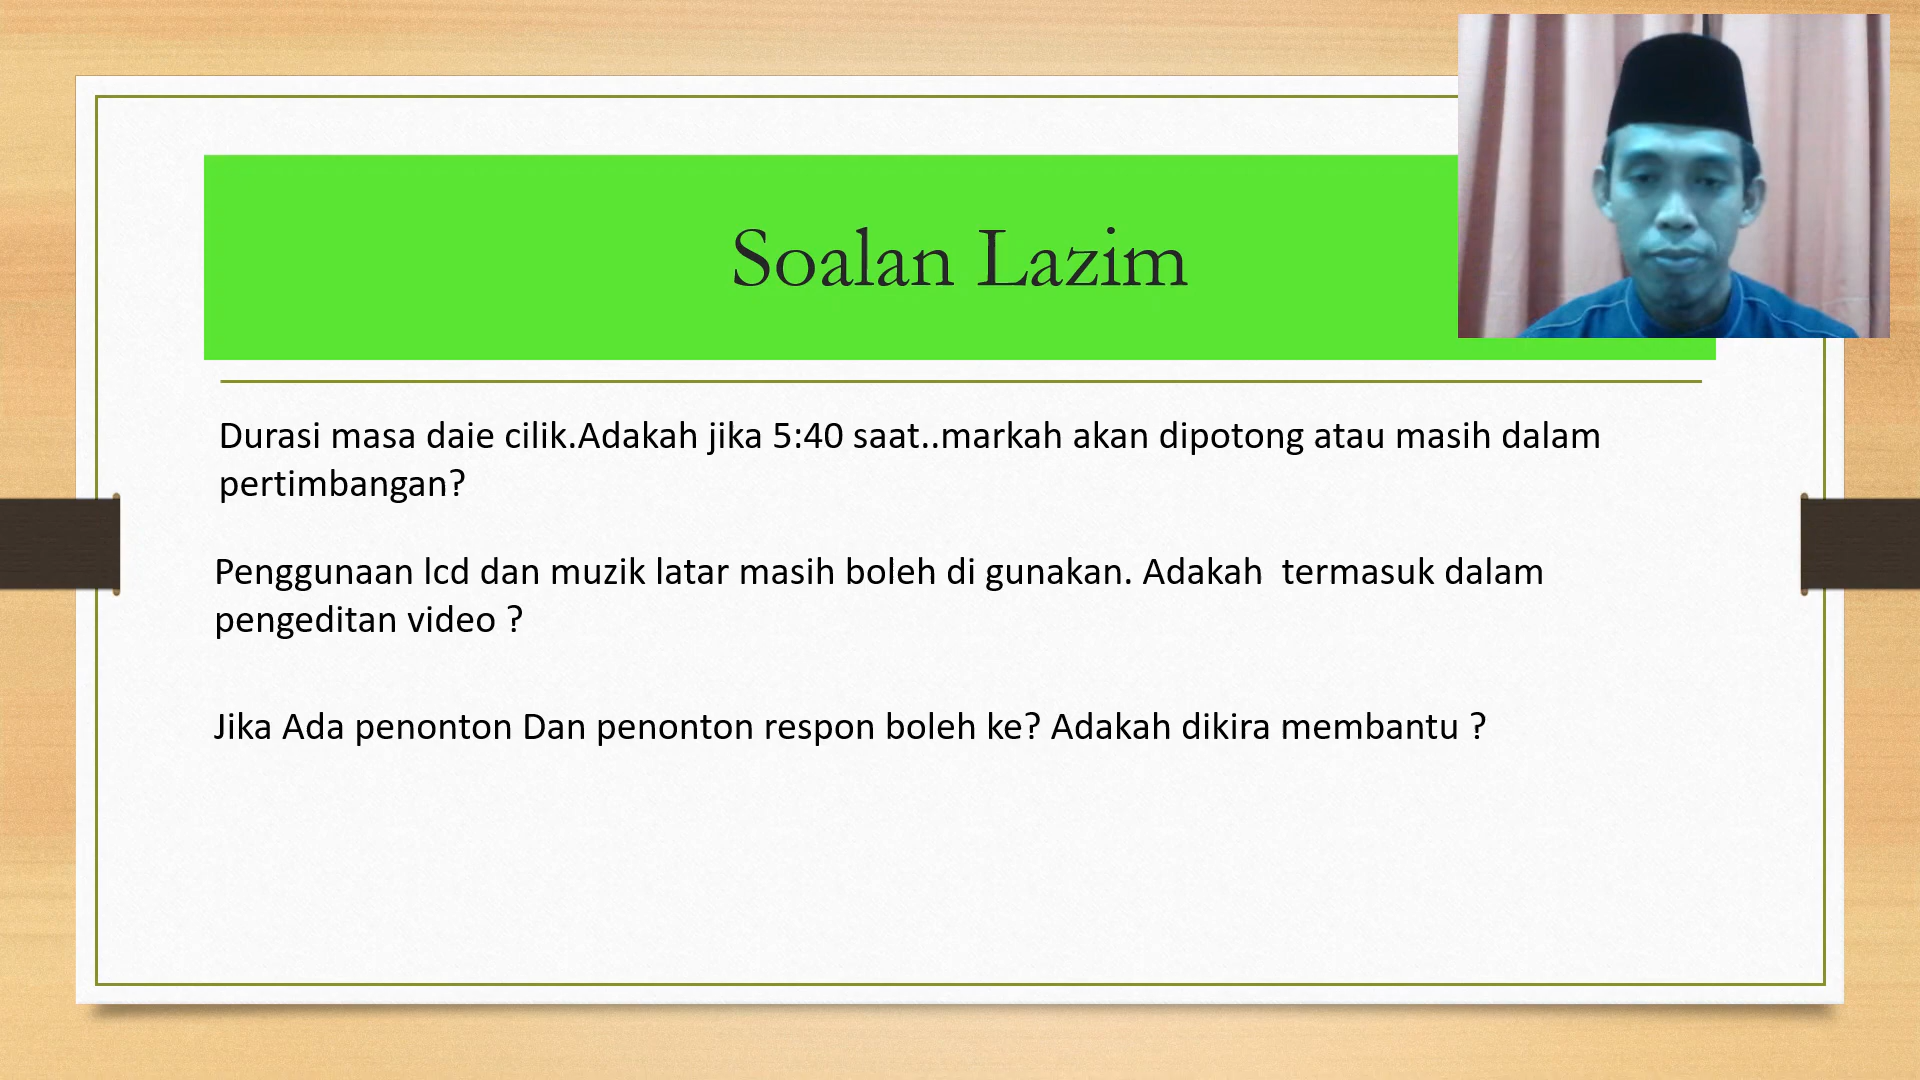 Soalan Lazim
Durasi masa daie cilik.Adakah jika 5:40 saat..markah akan dipotong atau masih dalam
pertimbangan?
Penggunaan lcd dan muzik latar masih boleh di gunakan. Adakah  termasuk dalam
pengeditan video ?
Jika Ada penonton Dan penonton respon boleh ke? Adakah dikira membantu ?